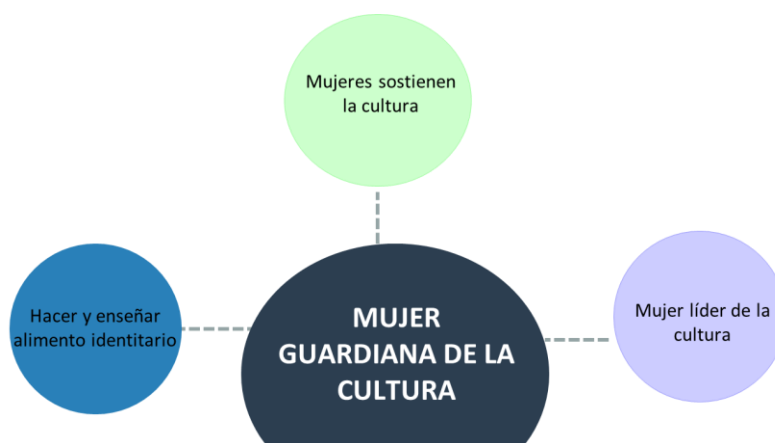 Mujeres sostienen
la cultura
Hacer y enseñar
alimento identitario
MUJER
GUARDIANA DE LA
CULTURA
Mujer líder de la
cultura